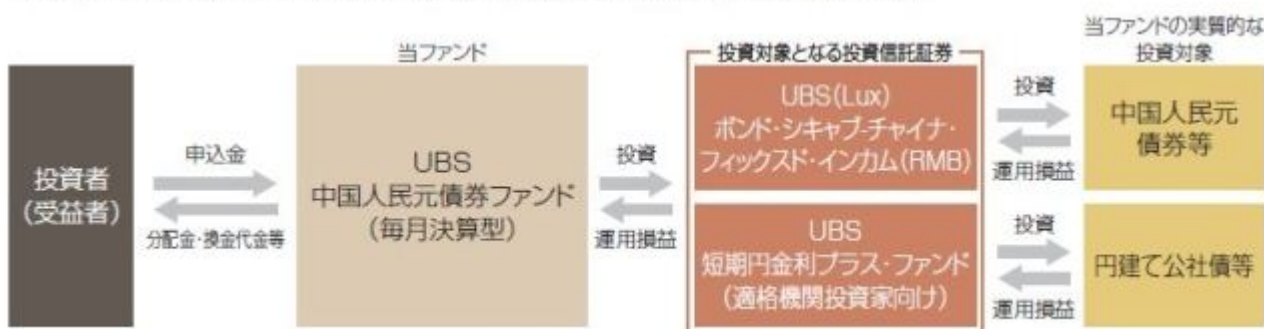 当ファンド
投資対象となる投資信託証券
当ファンドの実質的な
投資対象
投資者
(受益者)
申込金
分配金・換金代金等
UBS
中国人民元債券ファンド
(毎月決算型)
投資
運用損益
UBS(Lux)
ボンド・シキャブ-チャイナ・
フィックスド・インカム(RMB)
投資
運用損益
中国人民元
債券等
UBS
短期円金利プラス・ファンド
(適格機関投資家向け)
投資
運用損益
円建て公社債等